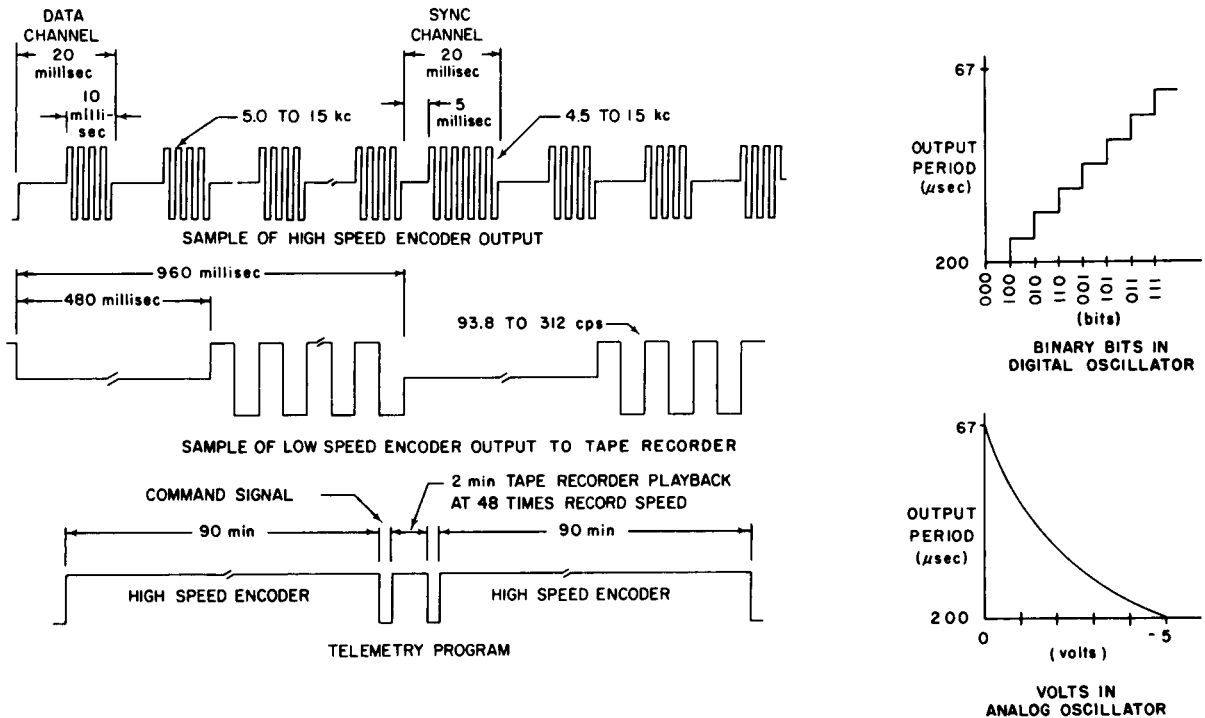 DATA
CHANNEL
20
millisec
10
milli-
sec
5.0 TO 15 kc
SYNC
CHANNEL
20
millisec
5
millisec
4.5 TO 15 kc
SAMPLE OF HIGH SPEED ENCODER OUTPUT
960 millisec
480 millisec
93.8 TO 312 cps
SAMPLE OF LOW SPEED ENCODER OUTPUT TO TAPE RECORDER
COMMAND SIGNAL
2 min TAPE RECORDER PLAYBACK
AT 48 TIMES RECORD SPEED
90 min
90 min
HIGH SPEED ENCODER
HIGH SPEED ENCODER
TELEMETRY PROGRAM
67
OUTPUT
PERIOD
(μsec)
200
000
100
010
110
001
101
011
111
(bits)
BINARY BITS IN
DIGITAL OSCILLATOR
67
OUTPUT
PERIOD
(μsec)
200
0
-5
(volts)
VOLTS IN
ANALOG OSCILLATOR